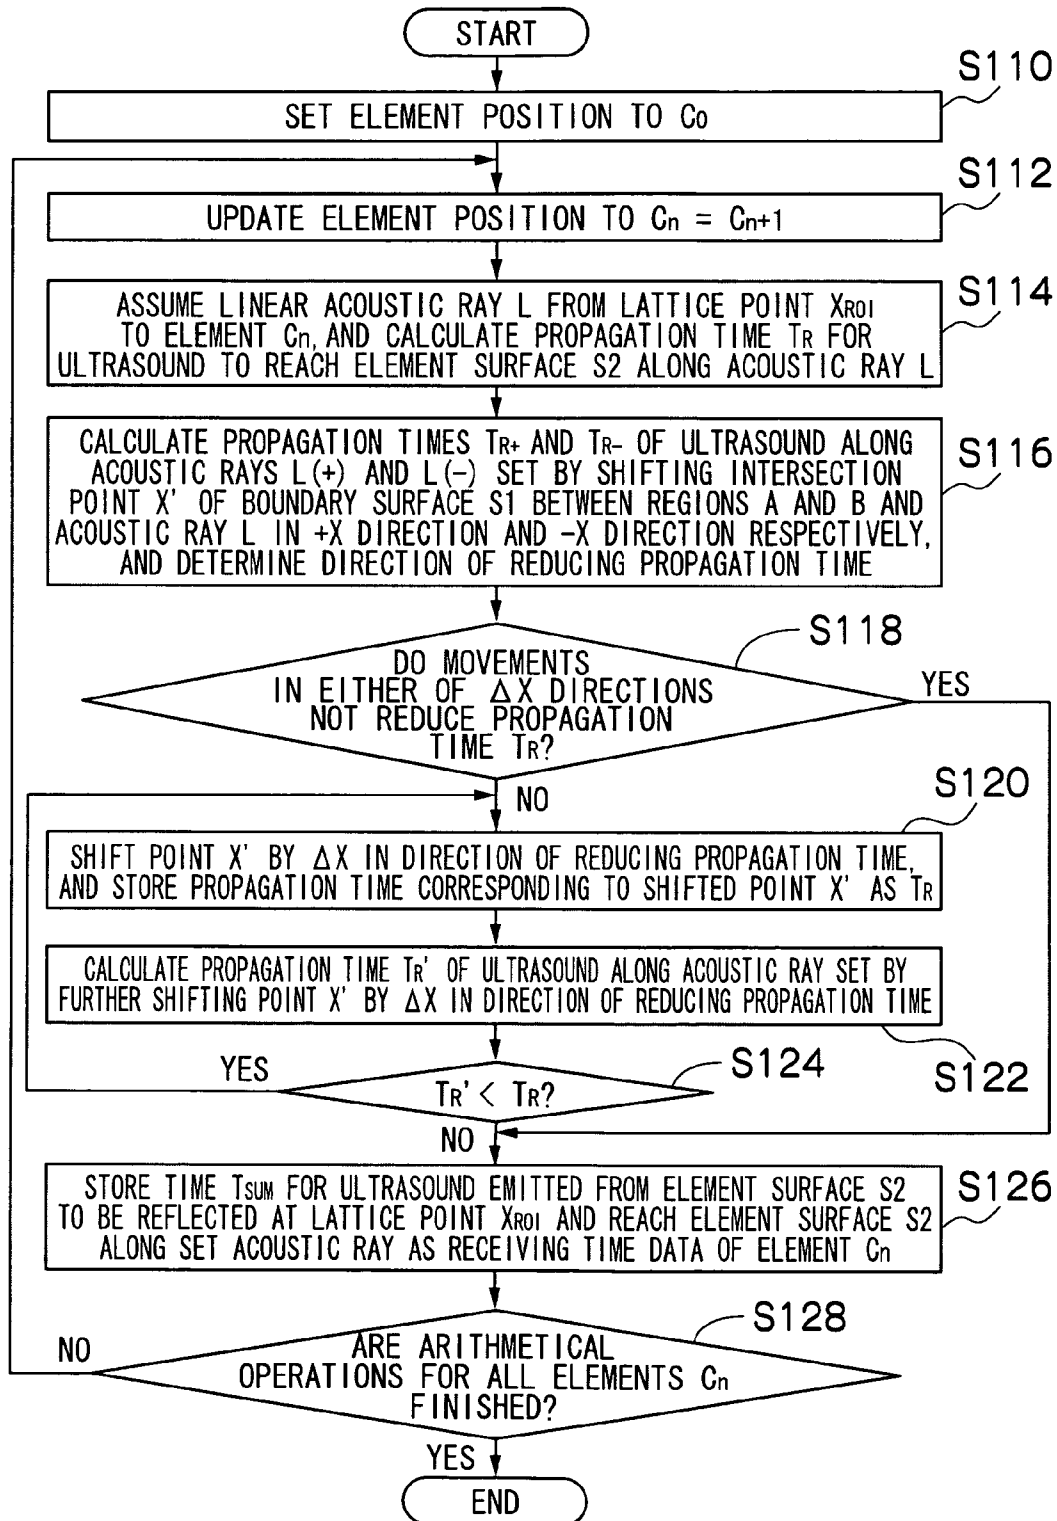 START
S110
SET ELEMENT POSITION TO C0
S112
UPDATE ELEMENT POSITION TO Cn = Cn+1
S114
ASSUME LINEAR ACOUSTIC RAY L FROM LATTICE POINT XROI
TO ELEMENT Cn, AND CALCULATE PROPAGATION TIME TR FOR
ULTRASOUND TO REACH ELEMENT SURFACE S2 ALONG ACOUSTIC RAY L
S116
CALCULATE PROPAGATION TIMES TR+ AND TR- OF ULTRASOUND ALONG
ACOUSTIC RAYS L(+) AND L(-) SET BY SHIFTING INTERSECTION
POINT X' OF BOUNDARY SURFACE S1 BETWEEN REGIONS A AND B AND
ACOUSTIC RAY L IN +X DIRECTION AND -X DIRECTION RESPECTIVELY,
AND DETERMINE DIRECTION OF REDUCING PROPAGATION TIME
S118
DO MOVEMENTS
IN EITHER OF ΔX DIRECTIONS
NOT REDUCE PROPAGATION
TIME TR?
YES
NO
S120
SHIFT POINT X' BY ΔX IN DIRECTION OF REDUCING PROPAGATION TIME,
AND STORE PROPAGATION TIME CORRESPONDING TO SHIFTED POINT X' AS TR
CALCULATE PROPAGATION TIME TR' OF ULTRASOUND ALONG ACOUSTIC RAY SET BY
FURTHER SHIFTING POINT X' BY ΔX IN DIRECTION OF REDUCING PROPAGATION TIME
S122
YES
S124
TR' < TR?
NO
S126
STORE TIME TSUM FOR ULTRASOUND EMITTED FROM ELEMENT SURFACE S2
TO BE REFLECTED AT LATTICE POINT XROI AND REACH ELEMENT SURFACE S2
ALONG SET ACOUSTIC RAY AS RECEIVING TIME DATA OF ELEMENT Cn
S128
NO
ARE ARITHMETICAL
OPERATIONS FOR ALL ELEMENTS Cn
FINISHED?
YES
END